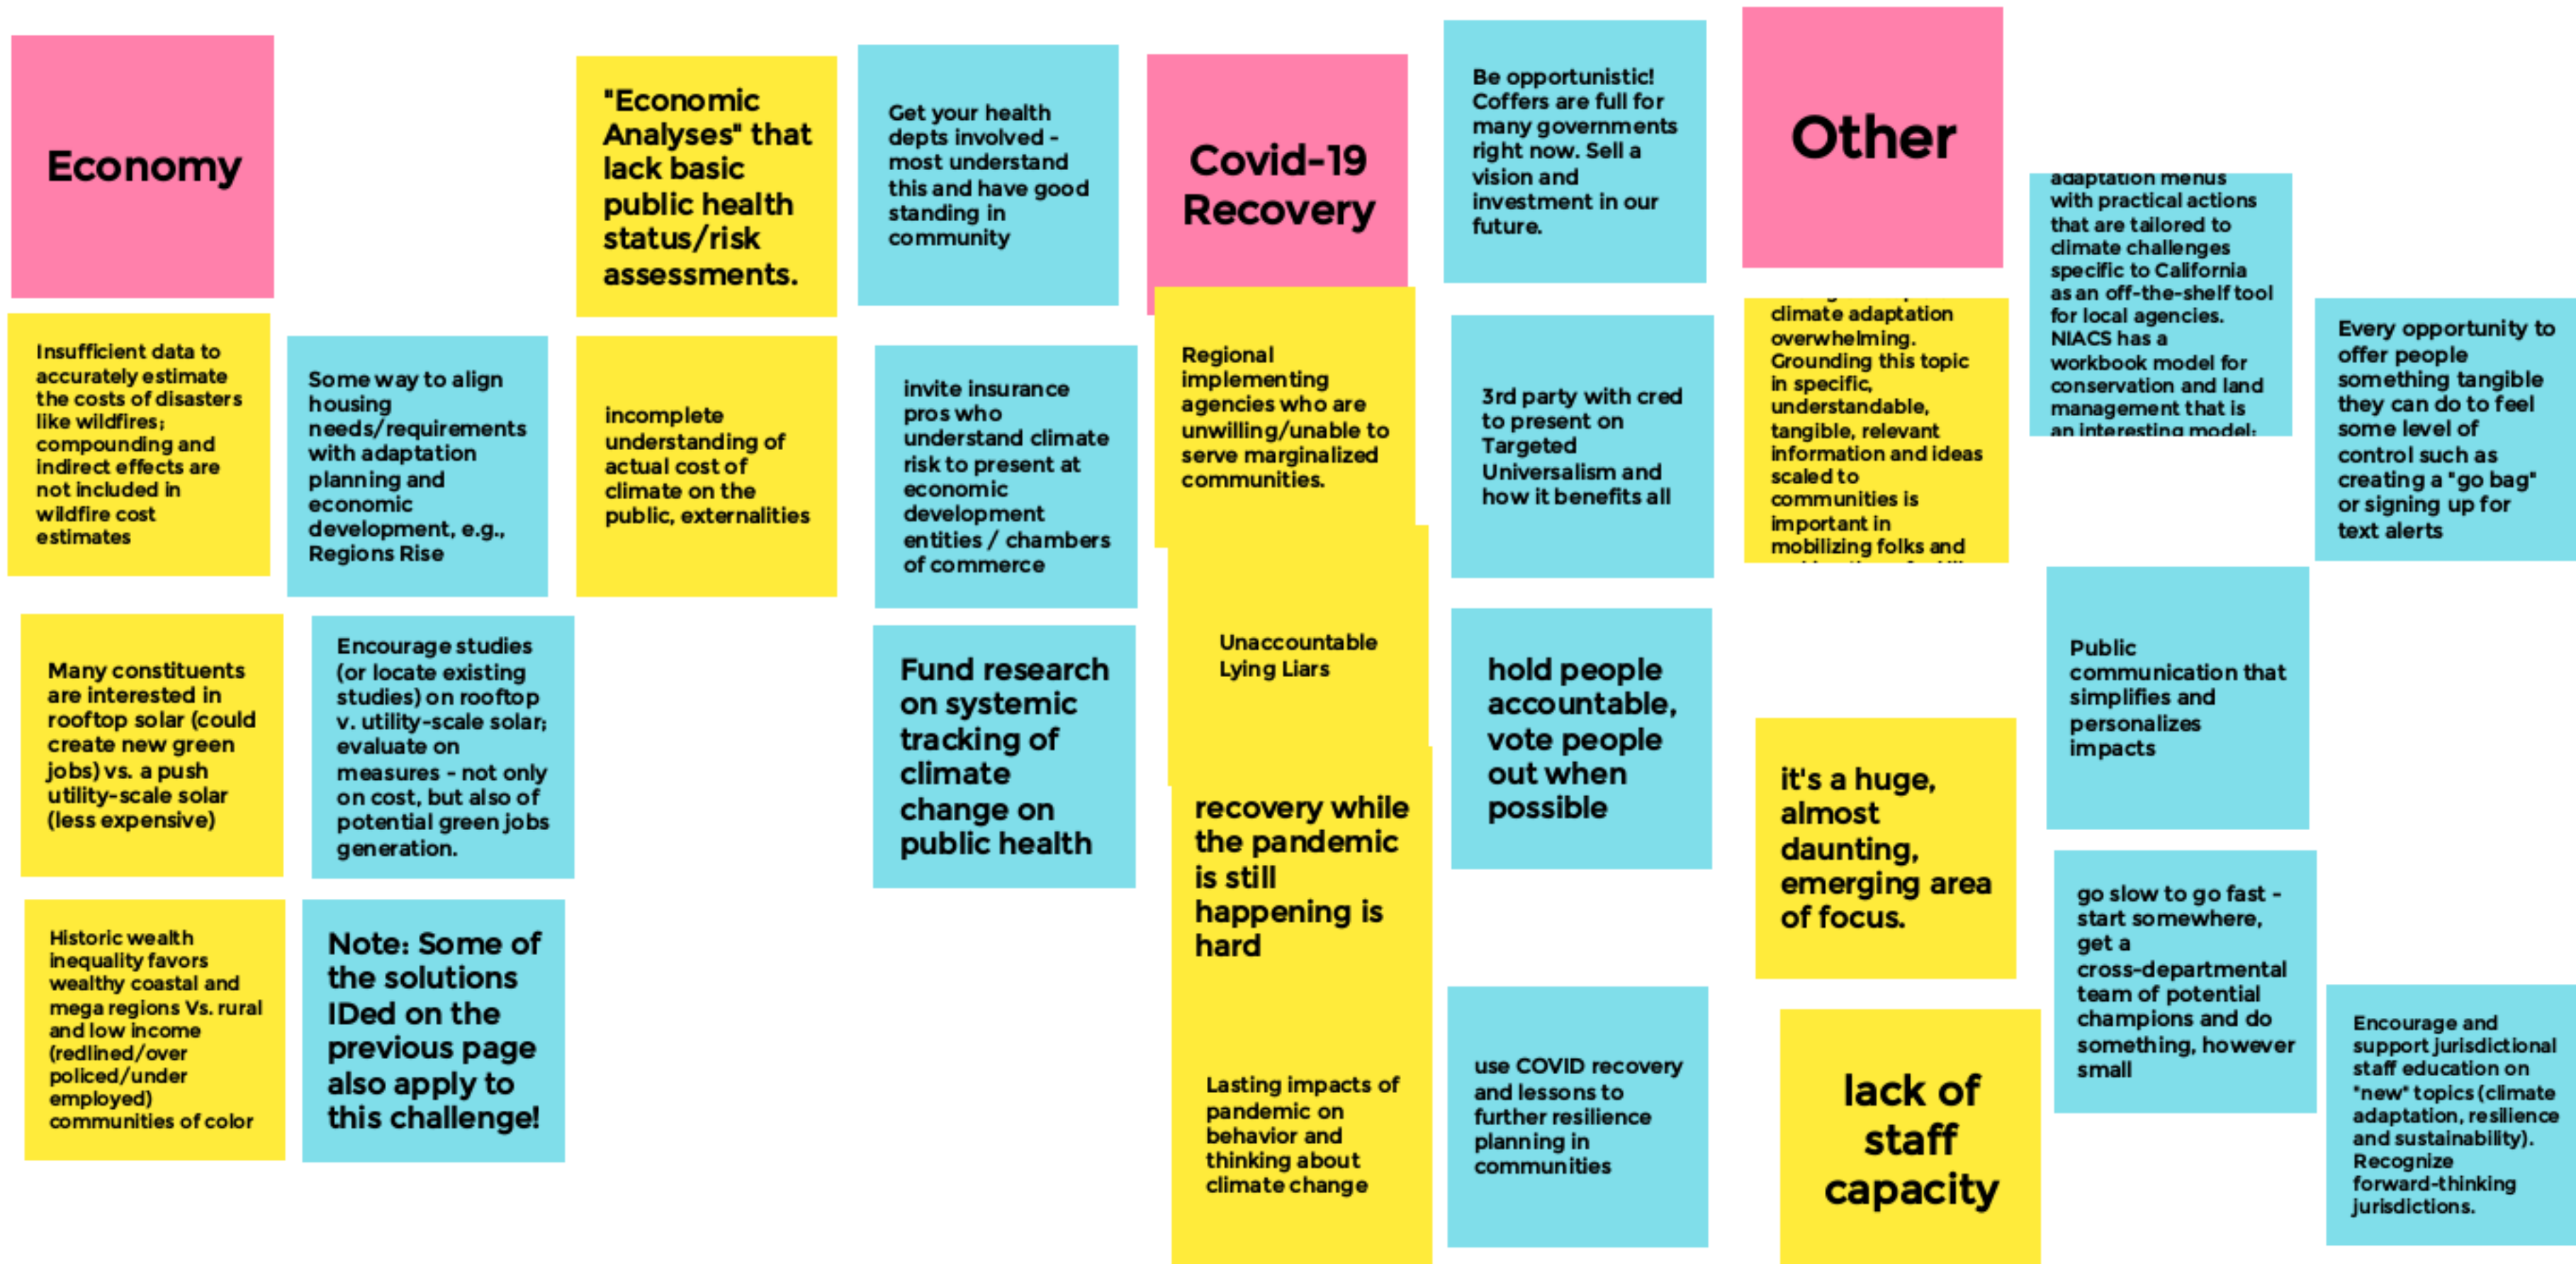 Economy
Insufficient data to
accurately estimate
the costs of disasters
like wildfires;
compounding and
indirect effects are
not included in
wildfire cost
estimates
Some way to align
housing
needs/requirements
with adaptation
planning and
economic
development, e.g.,
Regions Rise
Many constituents
are interested in
rooftop solar (could
create new green
jobs) vs. a push
utility-scale solar
(less expensive)
Encourage studies
(or locate existing
studies) on rooftop
v. utility-scale solar;
evaluate on
measures - not only
on cost, but also of
potential green jobs
generation.
Historic wealth
inequality favors
wealthy coastal and
mega regions Vs. rural
and low income
(redlined/over
policed/under
employed)
communities of color
Note: Some of
the solutions
IDed on the
previous page
also apply to
this challenge!
"Economic
Analyses" that
lack basic
public health
status/risk
assessments.
Get your health
depts involved -
most understand
this and have good
standing in
community
incomplete
understanding of
actual cost of
climate on the
public, externalities
invite insurance
pros who
understand climate
risk to present at
economic
development
entities / chambers
of commerce
Fund research
on systemic
tracking of
climate
change on
public health
Covid-19
Recovery
Be opportunistic!
Coffers are full for
many governments
right now. Sell a
vision and
investment in our
future.
Regional
implementing
agencies who are
unwilling/unable to
serve marginalized
communities.
3rd party with cred
to present on
Targeted
Universalism and
how it benefits all
Unaccountable
Lying Liars
hold people
accountable,
vote people
out when
possible
recovery while
the pandemic
is still
happening is
hard
Lasting impacts of
pandemic on
behavior and
thinking about
climate change
use COVID recovery
and lessons to
further resilience
planning in
communities
Other
climate adaptation
overwhelming.
Grounding this topic
in specific,
understandable,
tangible, relevant
information and ideas
scaled to
communities is
important in
mobilizing folks and
adaptation menus
with practical actions
that are tailored to
climate challenges
specific to California
as an off-the-shelf tool
for local agencies.
NIACS has a
workbook model for
conservation and land
management that is
an interesting model:
Every opportunity to
offer people
something tangible
they can do to feel
some level of
control such as
creating a "go bag"
or signing up for
text alerts
Public
communication that
simplifies and
personalizes
impacts
it's a huge,
almost
daunting,
emerging area
of focus.
go slow to go fast -
start somewhere,
get a
cross-departmental
team of potential
champions and do
something, however
small
lack of
staff
capacity
Encourage and
support jurisdictional
staff education on
"new" topics (climate
adaptation, resilience
and sustainability).
Recognize
forward-thinking
jurisdictions.